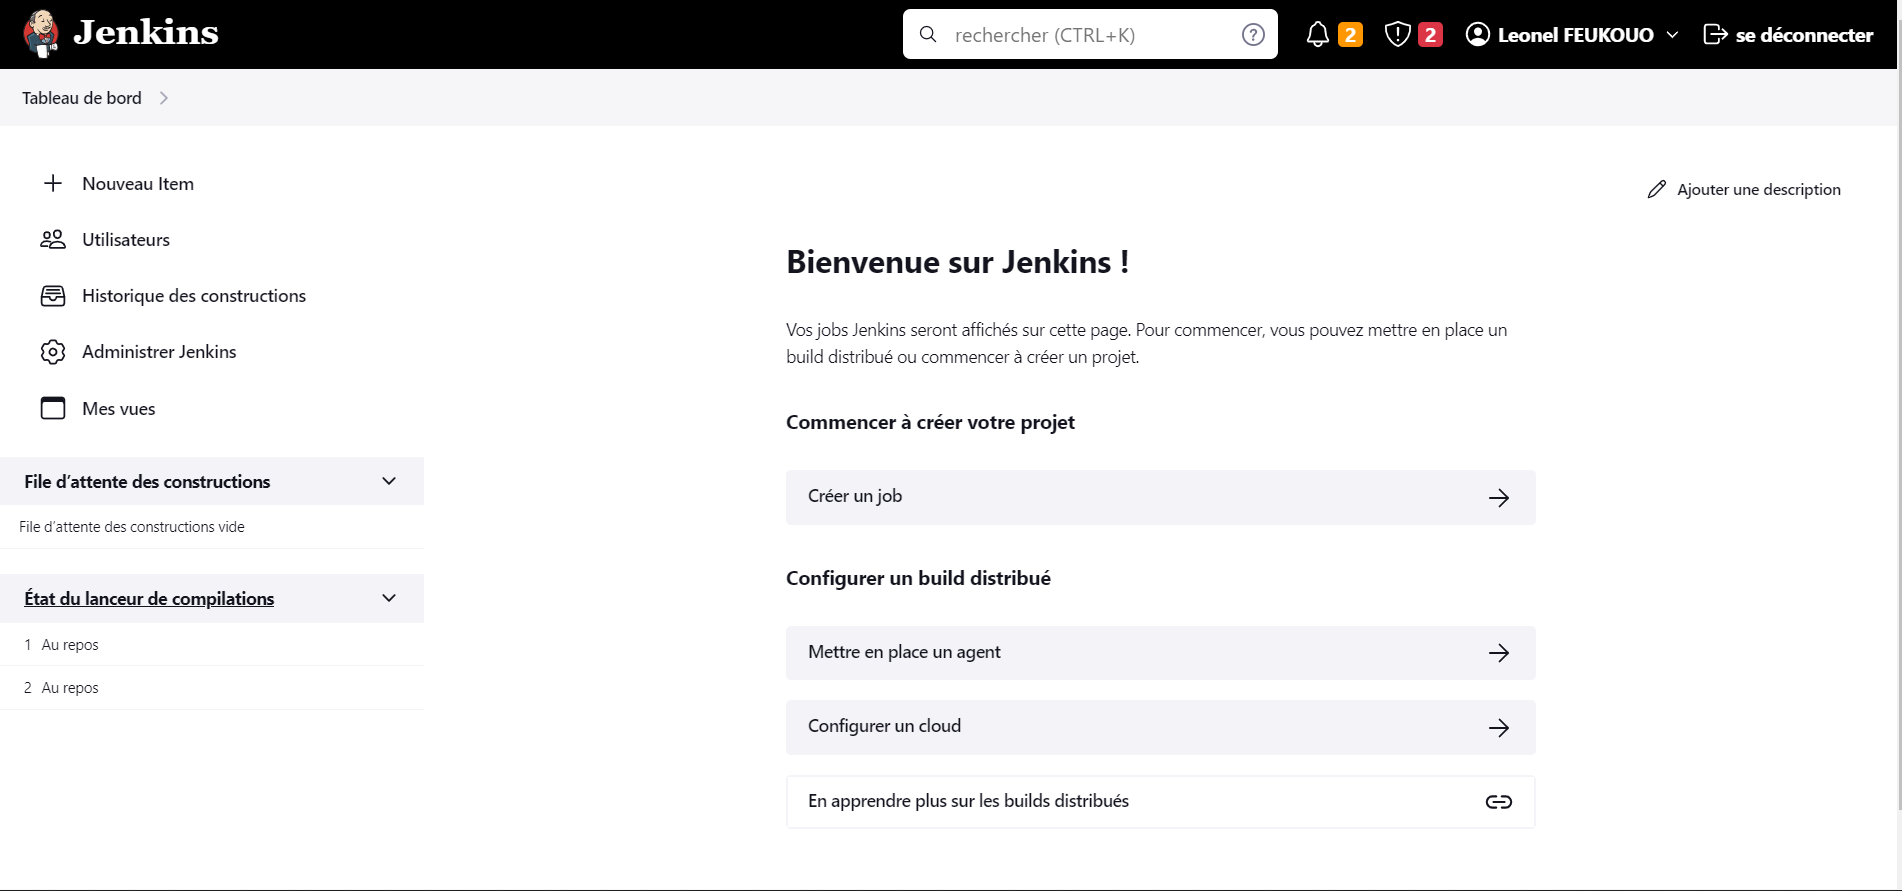 Jenkins
rechercher (CTRL+K)
?
2
2
Leonel FEUKOUO
se déconnecter
Tableau de bord
Nouveau Item
Utilisateurs
Historique des constructions
Administrer Jenkins
Mes vues
File d’attente des constructions
File d’attente des constructions vide
État du lanceur de compilations
1 Au repos
2 Au repos
Ajouter une description
Bienvenue sur Jenkins !
Vos jobs Jenkins seront affichés sur cette page. Pour commencer, vous pouvez mettre en place un
build distribué ou commencer à créer un projet.
Commencer à créer votre projet
Créer un job
Configurer un build distribué
Mettre en place un agent
Configurer un cloud
En apprendre plus sur les builds distribués